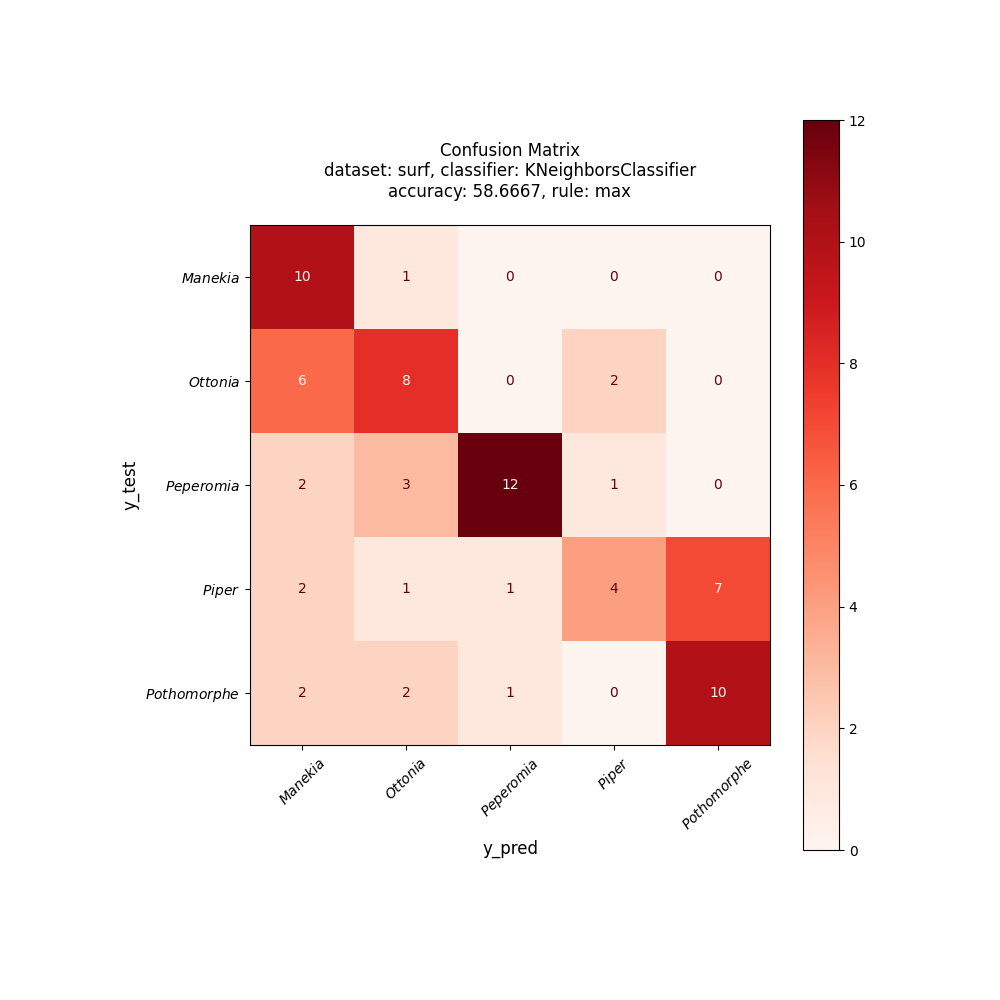 Confusion Matrix
dataset: surf, classifier: KNeighborsClassifier
accuracy: 58.6667, rule: max
Manekia 10 1 0 0 0
Ottonia 6 8 0 2 0
Peperomia 2 3 12 1 0
Piper 2 1 1 4 7
Pothomorphe 2 2 1 0 10
Manekia Ottonia Peperomia Piper Pothomorphe
y_pred
y_test
12
10
8
6
4
2
0